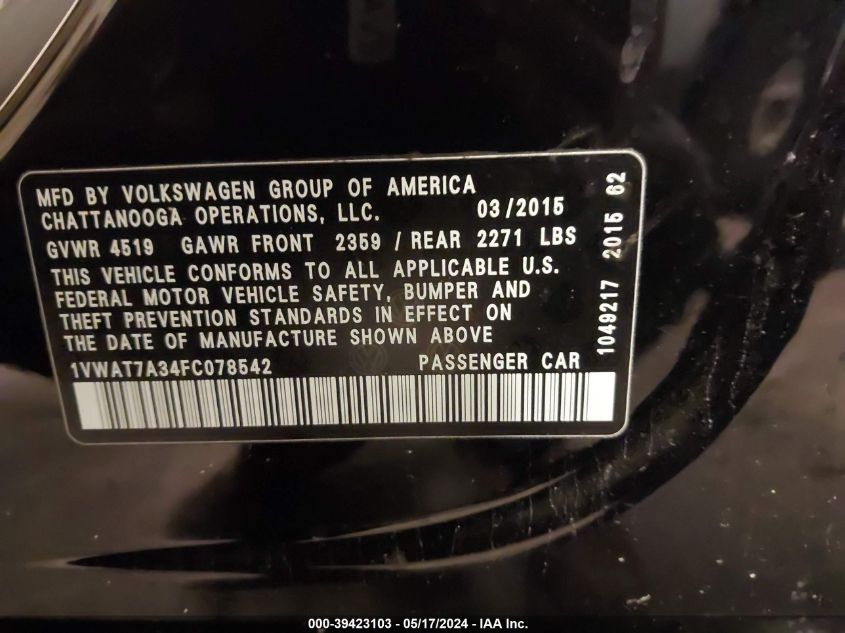 MFD BY VOLKSWAGEN GROUP OF AMERICA
CHATTANOOGA OPERATIONS, LLC. 03/2015
GVWR 4519 GAWR FRONT 2359 / REAR 2271 LBS
THIS VEHICLE CONFORMS TO ALL APPLICABLE U.S.
FEDERAL MOTOR VEHICLE SAFETY, BUMPER AND
THEFT PREVENTION STANDARDS IN EFFECT ON
THE DATE OF MANUFACTURE SHOWN ABOVE
1VWAT7A34FC078542 PASSENGER CAR
1049217 2015 62
000-39423103 - 05/17/2024 - IAA Inc.